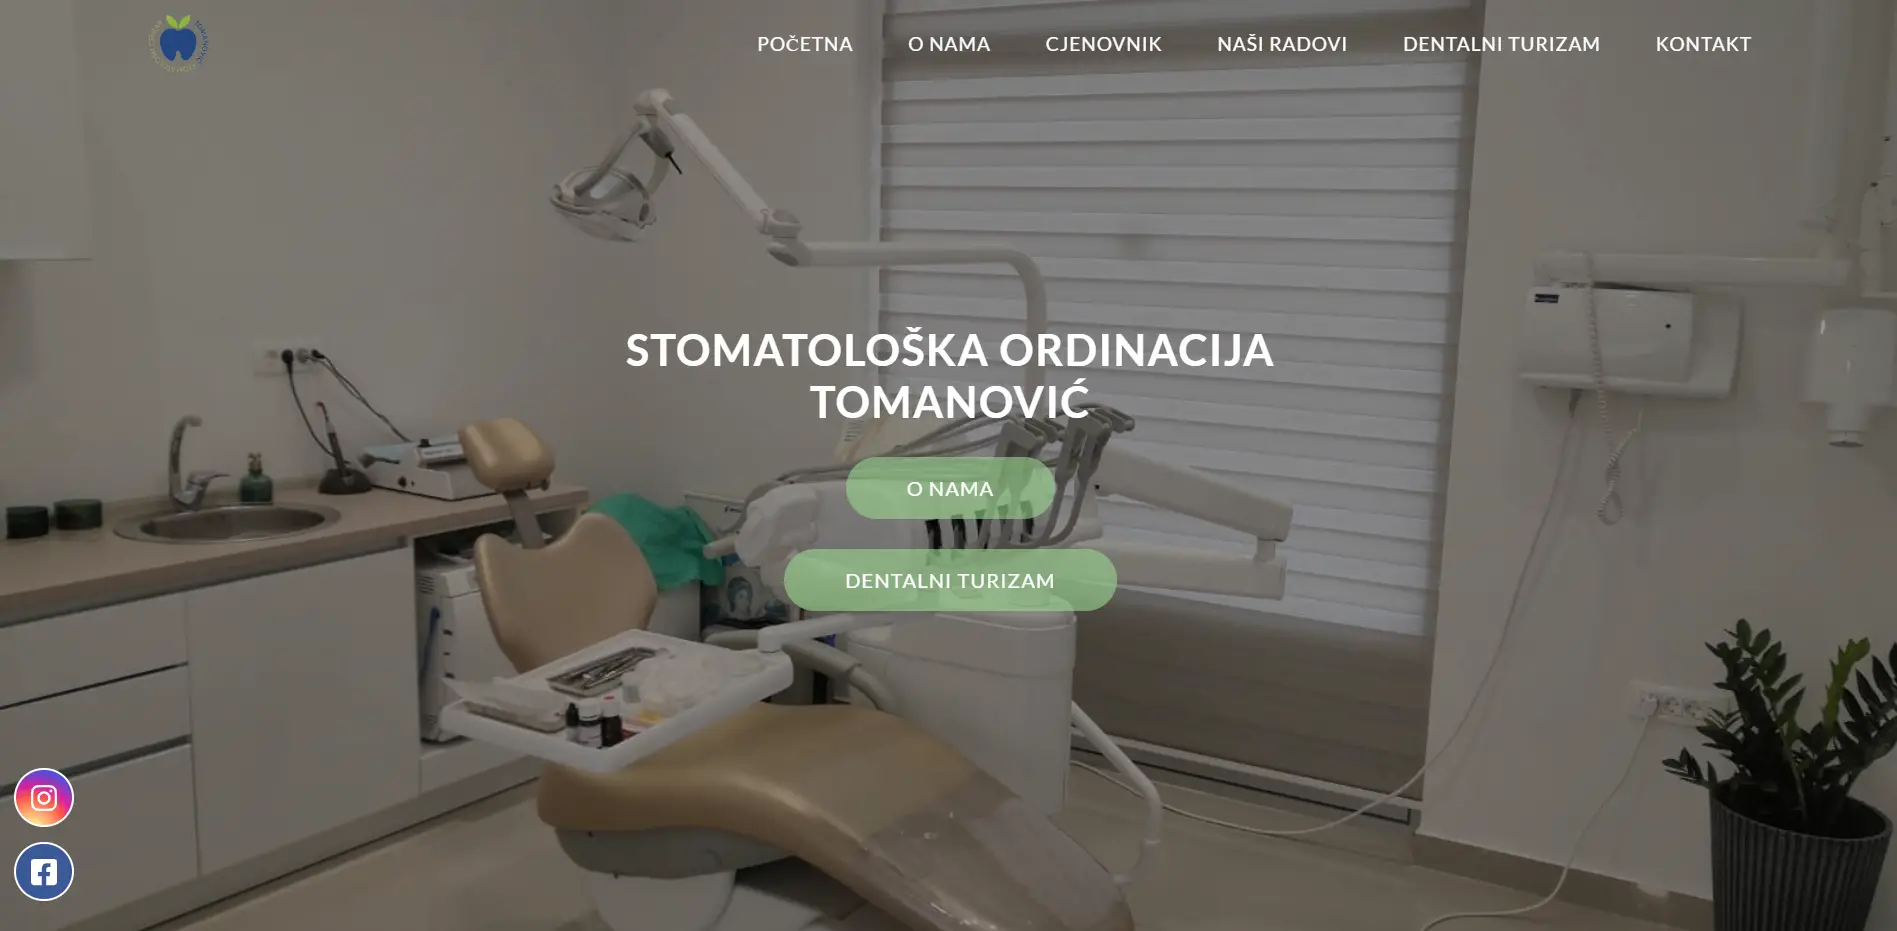 POČETNA
O NAMA
CJENOVNIK
NAŠI RADOVI
DENTALNI TURIZAM
KONTAKT
STOMATOLOŠKA ORDINACIJA
TOMANOVIĆ
O NAMA
DENTALNI TURIZAM